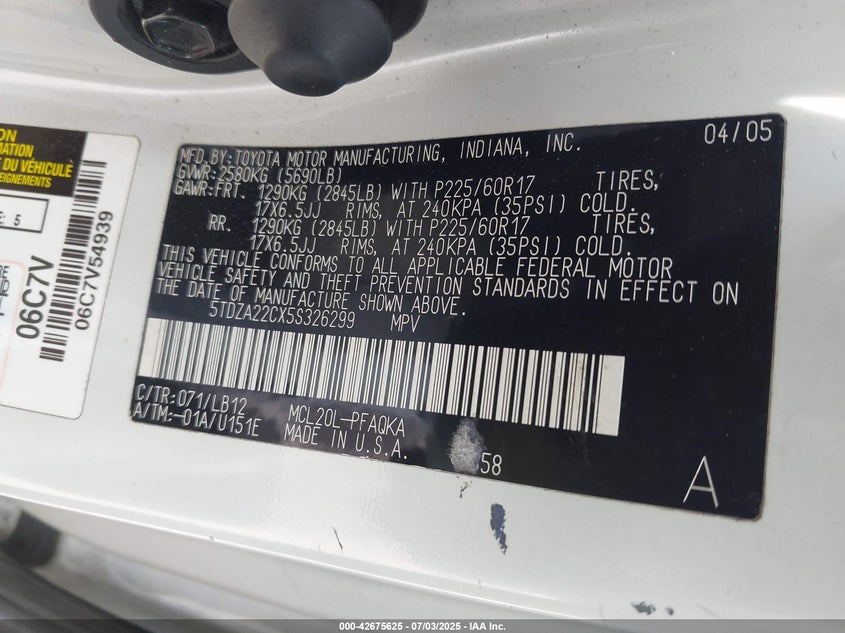 04/05
MFD. BY: TOYOTA MOTOR MANUFACTURING, INDIANA, INC.
GVWR: 2580KG (5690LB)
GAWR: FRT. 1290KG (2845LB) WITH P225/60R17 TIRES,
17X6.5JJ RIMS, AT 240KPA (35PSI) COLD.
RR. 1290KG (2845LB) WITH P225/60R17 TIRES,
17X6.5JJ RIMS, AT 240KPA (35PSI) COLD.
THIS VEHICLE CONFORMS TO ALL APPLICABLE FEDERAL MOTOR
VEHICLE SAFETY AND THEFT PREVENTION STANDARDS IN EFFECT ON
THE DATE OF MANUFACTURE SHOWN ABOVE.
5TDZA22CX5S326299 MPV
C/TR: 071/LB12 MCL20L-PFAQKA
A/TM: -01A/U151E MADE IN U.S.A.
58
A
DU VÉHICULE
06C7V
06C7V54939
000-42675625 - 07/03/2025 - IAA Inc.